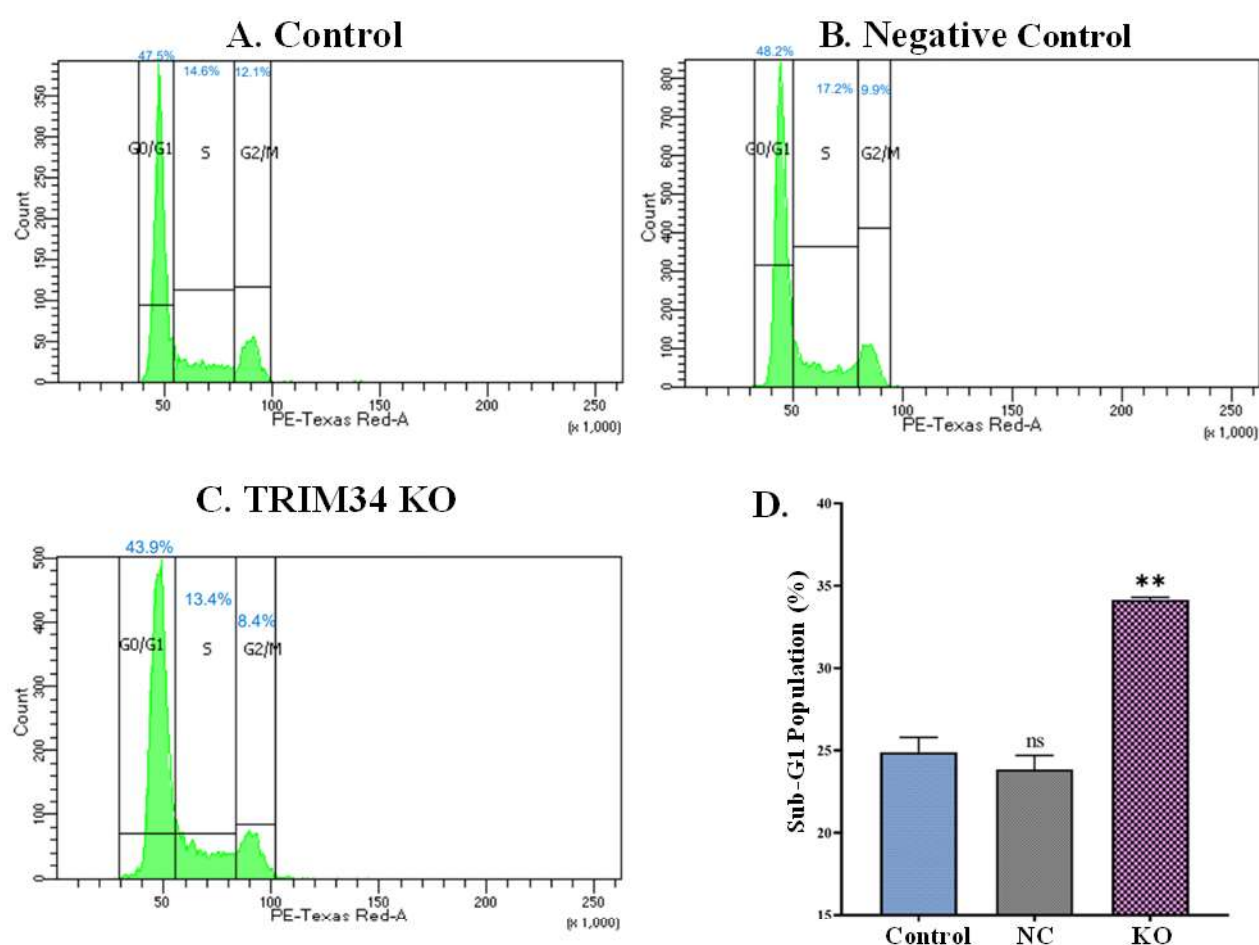 A. Control
47.5%
14.6%
12.1%
G0/G1
S
G2/M
350
300
250
200
150
100
50
0
Count
50
100
150
200
250
PE-Texas Red-A
(x 1,000)
B. Negative Control
48.2%
17.2%
9.9%
G0/G1
S
G2/M
800
700
600
500
400
300
200
100
0
Count
50
100
150
200
250
PE-Texas Red-A
(x 1,000)
C. TRIM34 KO
43.9%
13.4%
8.4%
G0/G1
S
G2/M
500
400
300
200
100
0
Count
50
100
150
200
250
PE-Texas Red-A
(x 1,000)
D.
40
35
30
25
20
15
Sub-G1 Population (%)
ns
**
Control
NC
KO